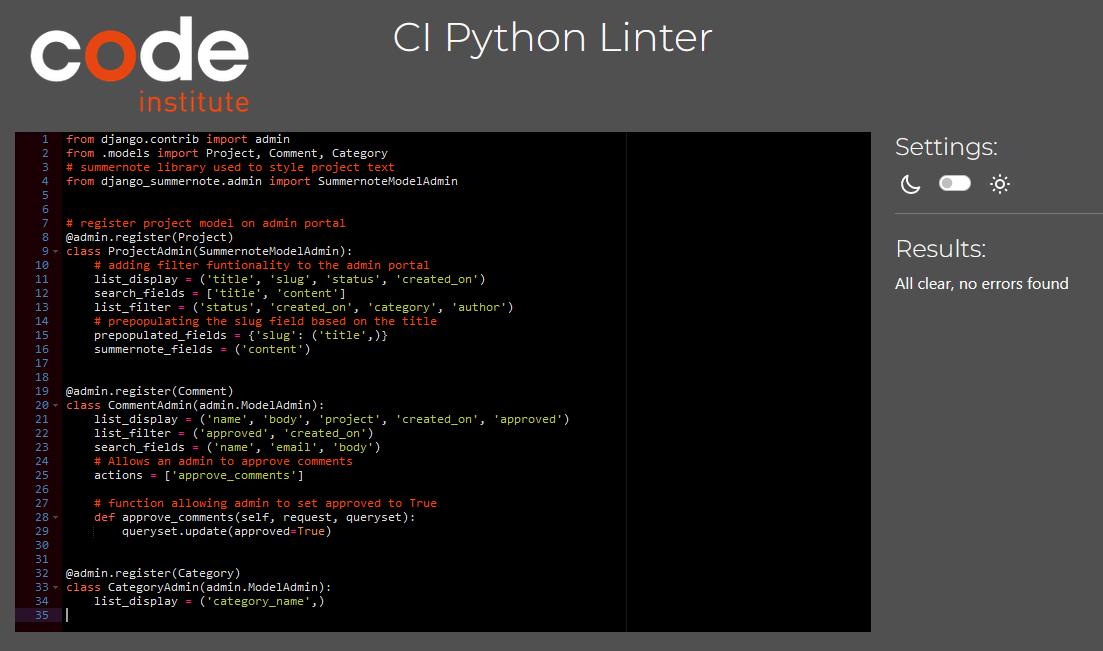 code
institute
CI Python Linter
1 from django.contrib import admin
2 from .models import Project, Comment, Category
3 # summernote library used to style project text
4 from django_summernote.admin import SummernoteModelAdmin
5
6
7 # register project model on admin portal
8 @admin.register(Project)
9 class ProjectAdmin(SummernoteModelAdmin):
10     # adding filter funtionality to the admin portal
11     list_display = ('title', 'slug', 'status', 'created_on')
12     search_fields = ['title', 'content']
13     list_filter = ('status', 'created_on', 'category', 'author')
14     # prepopulating the slug field based on the title
15     prepopulated_fields = {'slug': ('title',)}
16     summernote_fields = ('content')
17
18
19 @admin.register(Comment)
20 class CommentAdmin(admin.ModelAdmin):
21     list_display = ('name', 'body', 'project', 'created_on', 'approved')
22     list_filter = ('approved', 'created_on')
23     search_fields = ('name', 'email', 'body')
24     # Allows an admin to approve comments
25     actions = ['approve_comments']
26
27     # function allowing admin to set approved to True
28     def approve_comments(self, request, queryset):
29         queryset.update(approved=True)
30
31
32 @admin.register(Category)
33 class CategoryAdmin(admin.ModelAdmin):
34     list_display = ('category_name',)
35
Settings:
Results:
All clear, no errors found